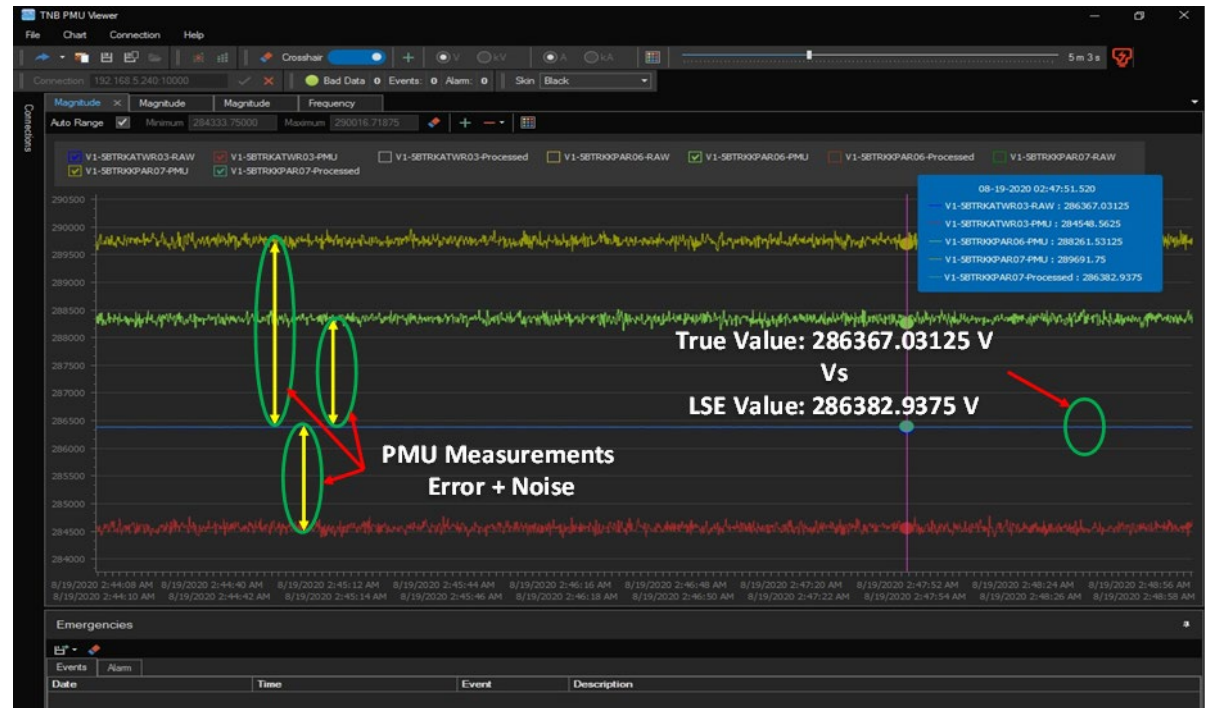 TNB PMU Viewer
File Chart Connection Help
Crosshair V kV A kA 5 m 3 s
Connection 192.168.5.240:10000 Bad Data 0 Events: 0 Alarm: 0 Skin Black
Connections
Magnitude Magnitude Magnitude Frequency
Auto Range Minimum 284333.75000 Maximum 290016.71875
V1-5BTRKATWR03-RAW V1-5BTRKATWR03-PMU V1-5BTRKATWR03-Processed V1-5BTRKKPAR06-RAW V1-5BTRKKPAR06-PMU V1-5BTRKKPAR06-Processed V1-5BTRKKPAR07-RAW
V1-5BTRKKPAR07-PMU V1-5BTRKKPAR07-Processed
08-19-2020 02:47:51.520
V1-5BTRKATWR03-RAW : 286367.03125
V1-5BTRKATWR03-PMU : 284548.5625
V1-5BTRKKPAR06-PMU : 288261.53125
V1-5BTRKKPAR07-PMU : 289691.75
V1-5BTRKKPAR07-Processed : 286382.9375
290500
290000
289500
289000
288500
288000
287500
287000
286500
286000
285500
285000
284500
284000
True Value: 286367.03125 V
Vs
LSE Value: 286382.9375 V
PMU Measurements
Error + Noise
8/19/2020 2:44:08 AM 8/19/2020 2:44:40 AM 8/19/2020 2:45:12 AM 8/19/2020 2:45:44 AM 8/19/2020 2:46:16 AM 8/19/2020 2:46:48 AM 8/19/2020 2:47:20 AM 8/19/2020 2:47:52 AM 8/19/2020 2:48:24 AM 8/19/2020 2:48:56 AM
8/19/2020 2:44:10 AM 8/19/2020 2:44:42 AM 8/19/2020 2:45:14 AM 8/19/2020 2:45:46 AM 8/19/2020 2:46:18 AM 8/19/2020 2:46:50 AM 8/19/2020 2:47:22 AM 8/19/2020 2:47:54 AM 8/19/2020 2:48:26 AM 8/19/2020 2:48:58 AM
Emergencies
Events Alarm
Date Time Event Description